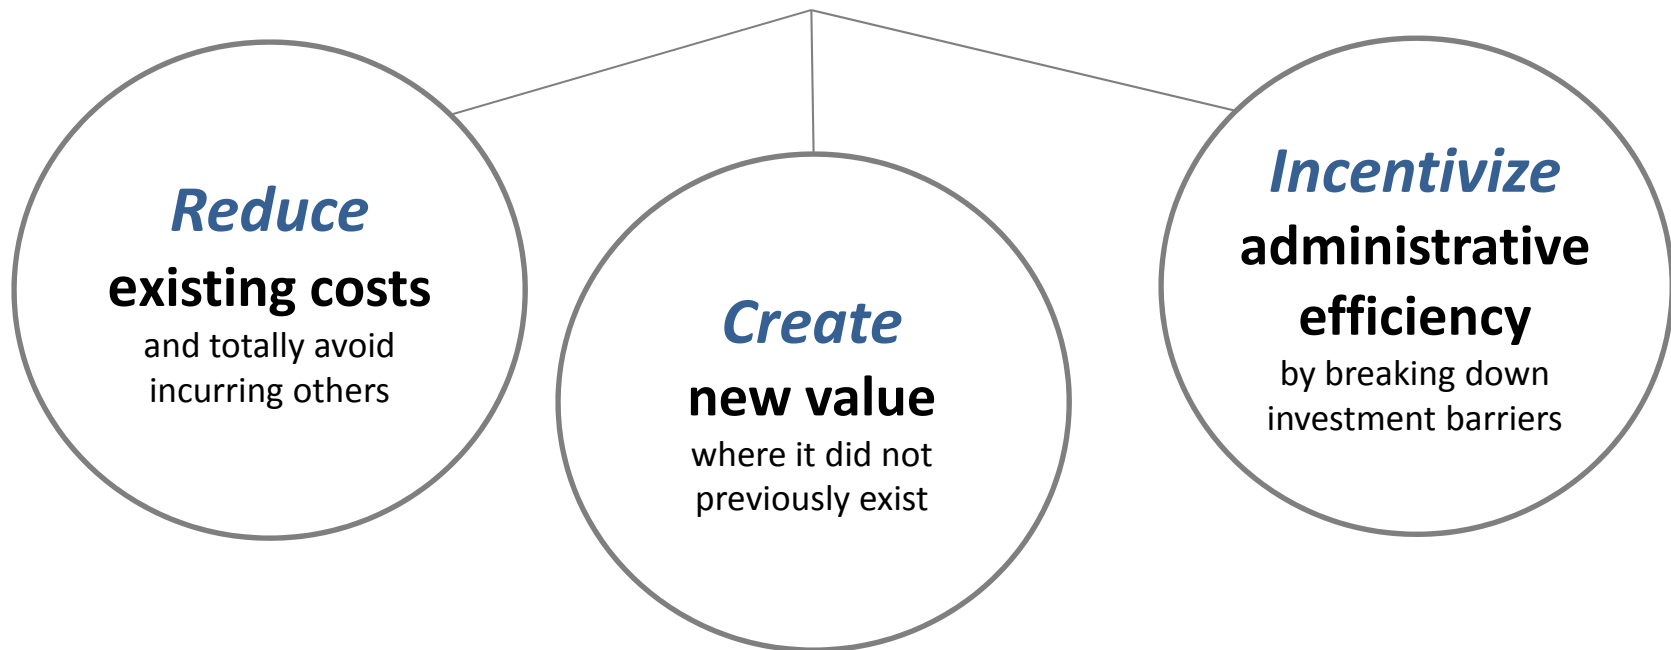 Reduce
existing costs
and totally avoid
incurring others
Create
new value
where it did not
previously exist
Incentivize
administrative
efficiency
by breaking down
investment barriers